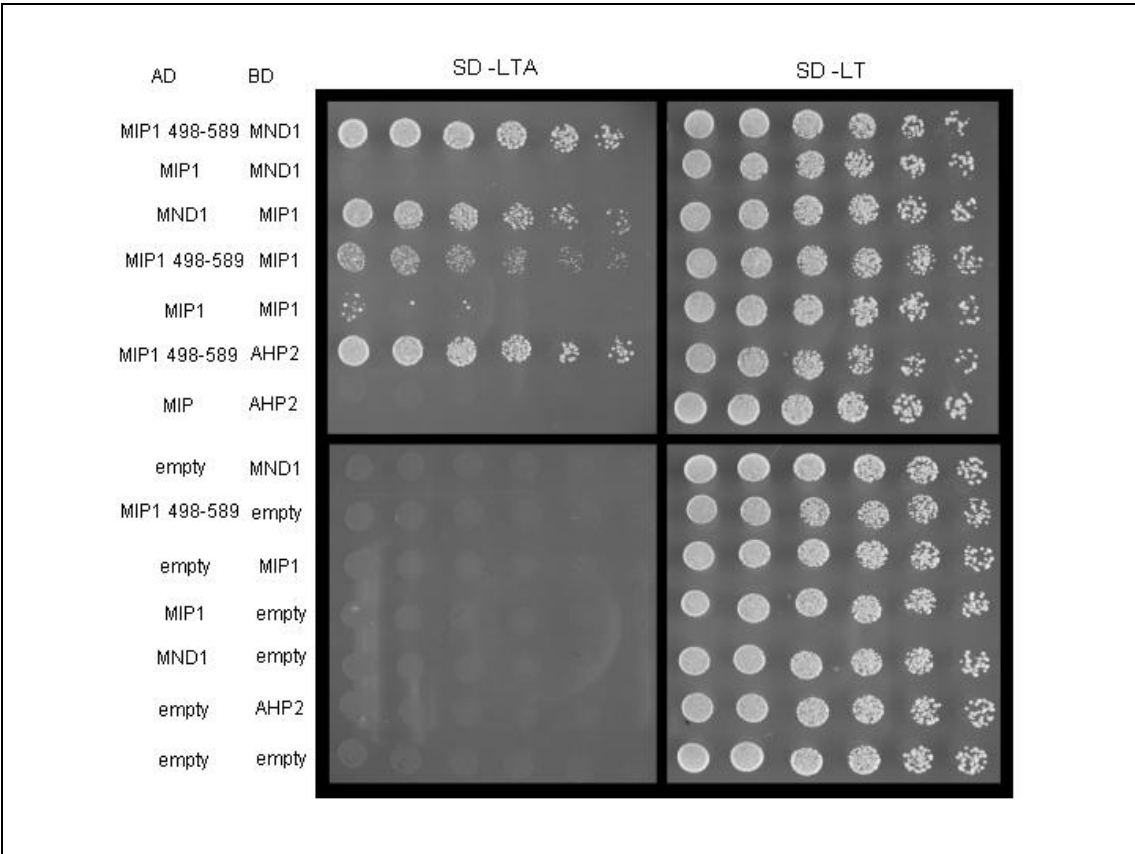 AD BD SD -LTA SD -LT
MIP1 498-589 MND1
MIP1 MND1
MND1 MIP1
MIP1 498-589 MIP1
MIP1 MIP1
MIP1 498-589 AHP2
MIP AHP2
empty MND1
MIP1 498-589 empty
empty MIP1
MIP1 empty
MND1 empty
empty AHP2
empty empty